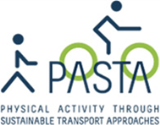 PASTA
PHYSICAL ACTIVITY THROUGH
SUSTAINABLE TRANSPORT APPROACHES